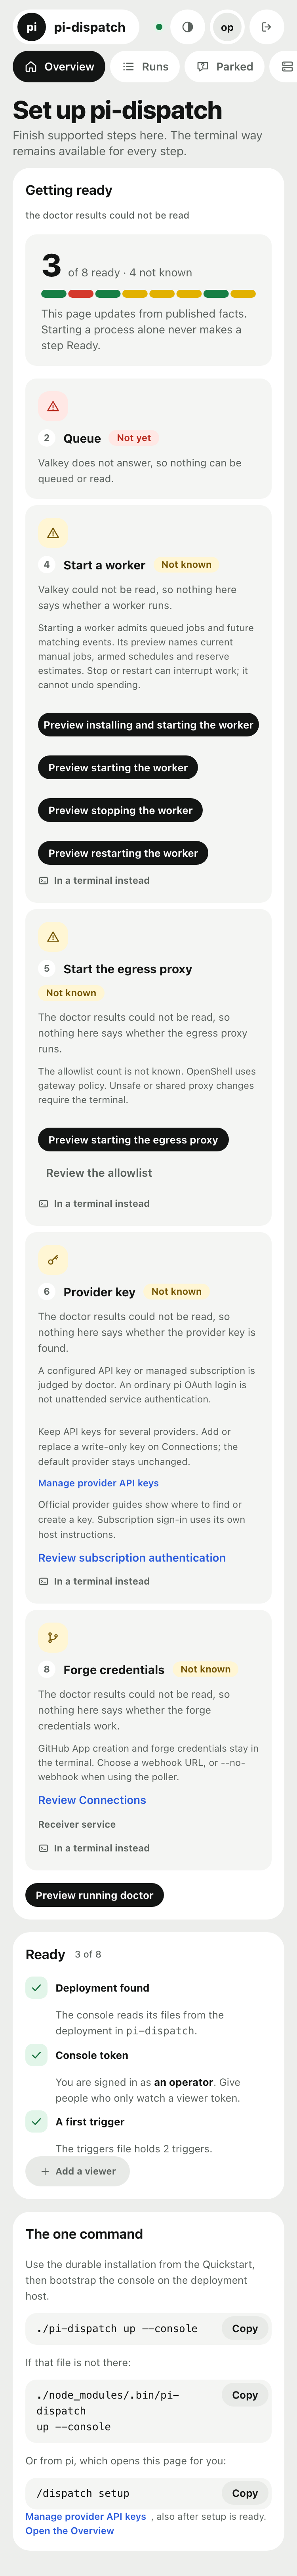 pi pi-dispatch op
Overview Runs Parked
Set up pi-dispatch
Finish supported steps here. The terminal way
remains available for every step.
Getting ready
the doctor results could not be read
3 of 8 ready · 4 not known
This page updates from published facts.
Starting a process alone never makes a
step Ready.
2 Queue Not yet
Valkey does not answer, so nothing can be
queued or read.
4 Start a worker Not known
Valkey could not be read, so nothing here
says whether a worker runs.
Starting a worker admits queued jobs and future
matching events. Its preview names current
manual jobs, armed schedules and reserve
estimates. Stop or restart can interrupt work; it
cannot undo spending.
Preview installing and starting the worker
Preview starting the worker
Preview stopping the worker
Preview restarting the worker
In a terminal instead
5 Start the egress proxy
Not known
The doctor results could not be read, so
nothing here says whether the egress proxy
runs.
The allowlist count is not known. OpenShell uses
gateway policy. Unsafe or shared proxy changes
require the terminal.
Preview starting the egress proxy
Review the allowlist
In a terminal instead
6 Provider key Not known
The doctor results could not be read, so
nothing here says whether the provider key is
found.
A configured API key or managed subscription is
judged by doctor. An ordinary pi OAuth login is
not unattended service authentication.
Keep API keys for several providers. Add or
replace a write-only key on Connections; the
default provider stays unchanged.
Manage provider API keys
Official provider guides show where to find or
create a key. Subscription sign-in uses its own
host instructions.
Review subscription authentication
In a terminal instead
8 Forge credentials Not known
The doctor results could not be read, so
nothing here says whether the forge
credentials work.
GitHub App creation and forge credentials stay in
the terminal. Choose a webhook URL, or --no-
webhook when using the poller.
Review Connections
Receiver service
In a terminal instead
Preview running doctor
Ready 3 of 8
Deployment found
The console reads its files from the
deployment in pi-dispatch.
Console token
You are signed in as an operator. Give
people who only watch a viewer token.
A first trigger
The triggers file holds 2 triggers.
Add a viewer
The one command
Use the durable installation from the Quickstart,
then bootstrap the console on the deployment
host.
./pi-dispatch up --console Copy
If that file is not there:
./node_modules/.bin/pi- Copy
dispatch
up --console
Or from pi, which opens this page for you:
/dispatch setup Copy
Manage provider API keys , also after setup is ready.
Open the Overview